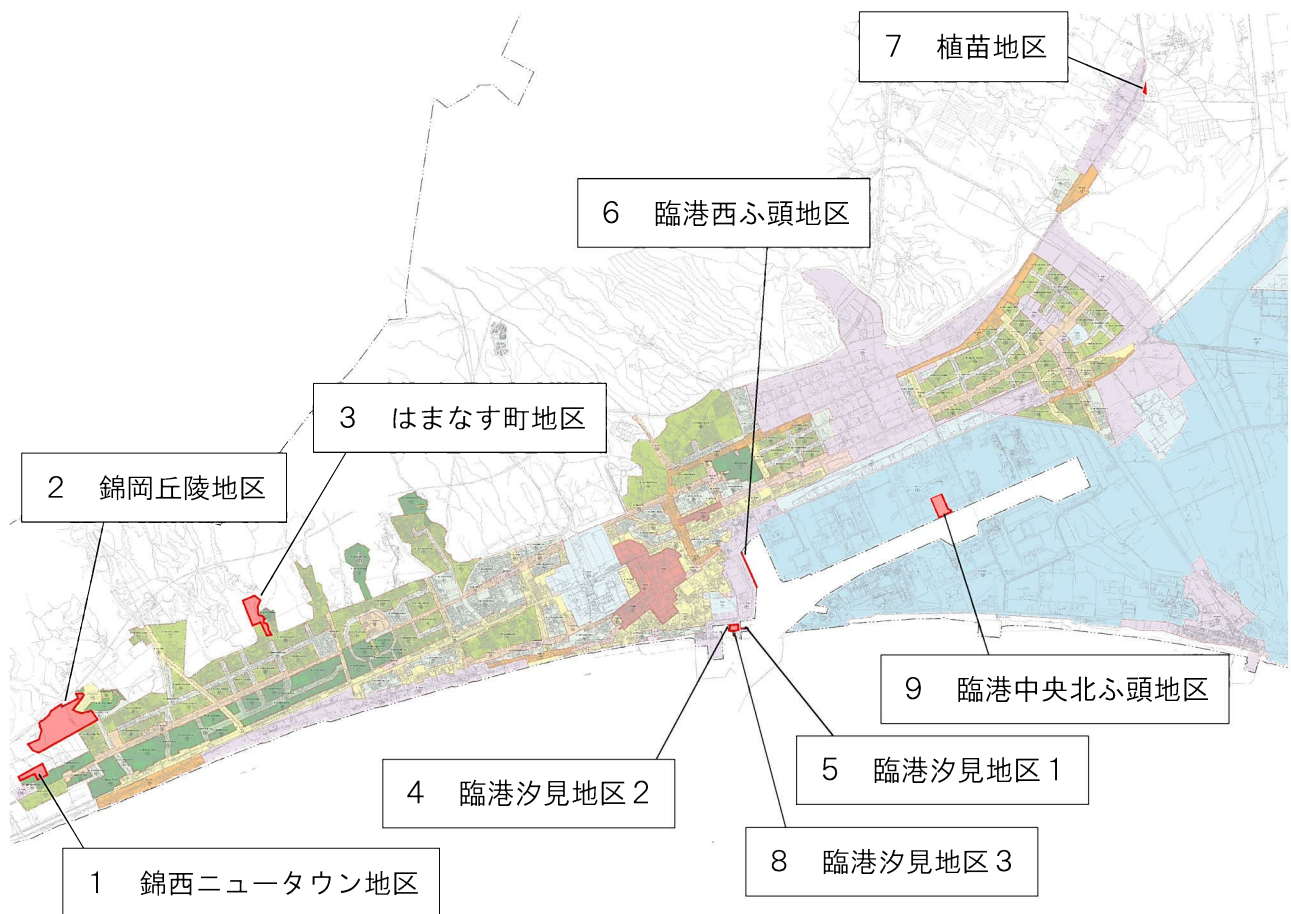 7 植苗地区
6 臨港西ふ頭地区
3 はまなす町地区
2 錦岡丘陵地区
9 臨港中央北ふ頭地区
5 臨港汐見地区1
4 臨港汐見地区2
8 臨港汐見地区3
1 錦西ニュータウン地区